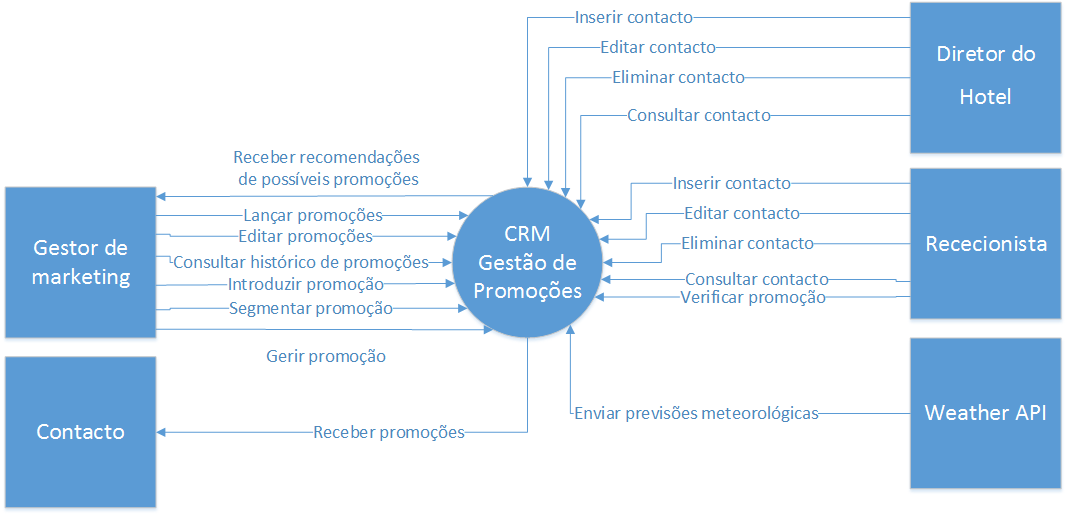 Inserir contacto
Editar contacto
Eliminar contacto
Consultar contacto
Diretor do
Hotel
Receber recomendações
de possíveis promoções
Lançar promoções
Editar promoções
Consultar histórico de promoções
Introduzir promoção
Segmentar promoção
Gerir promoção
Gestor de
marketing
CRM
Gestão de
Promoções
Inserir contacto
Editar contacto
Eliminar contacto
Consultar contacto
Verificar promoção
Rececionista
Contacto
Receber promoções
Enviar previsões meteorológicas
Weather API